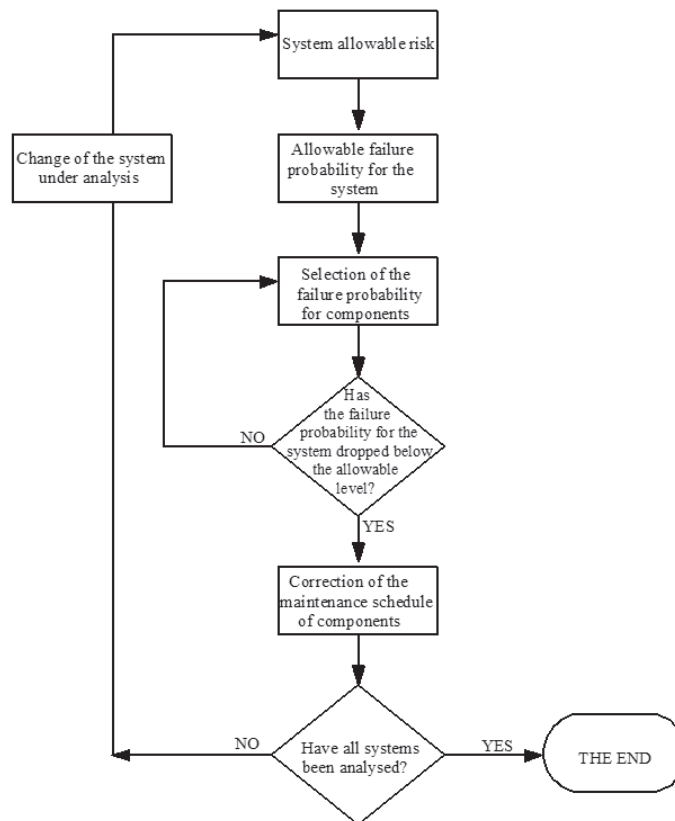 System allowable risk
Change of the system
under analysis
Allowable failure
probability for the
system
Selection of the
failure probability
for components
Has
the failure
probability for the
system dropped below
the allowable
level?
NO
YES
Correction of the
maintenance schedule
of components
Have all systems
been analysed?
NO
YES
THE END